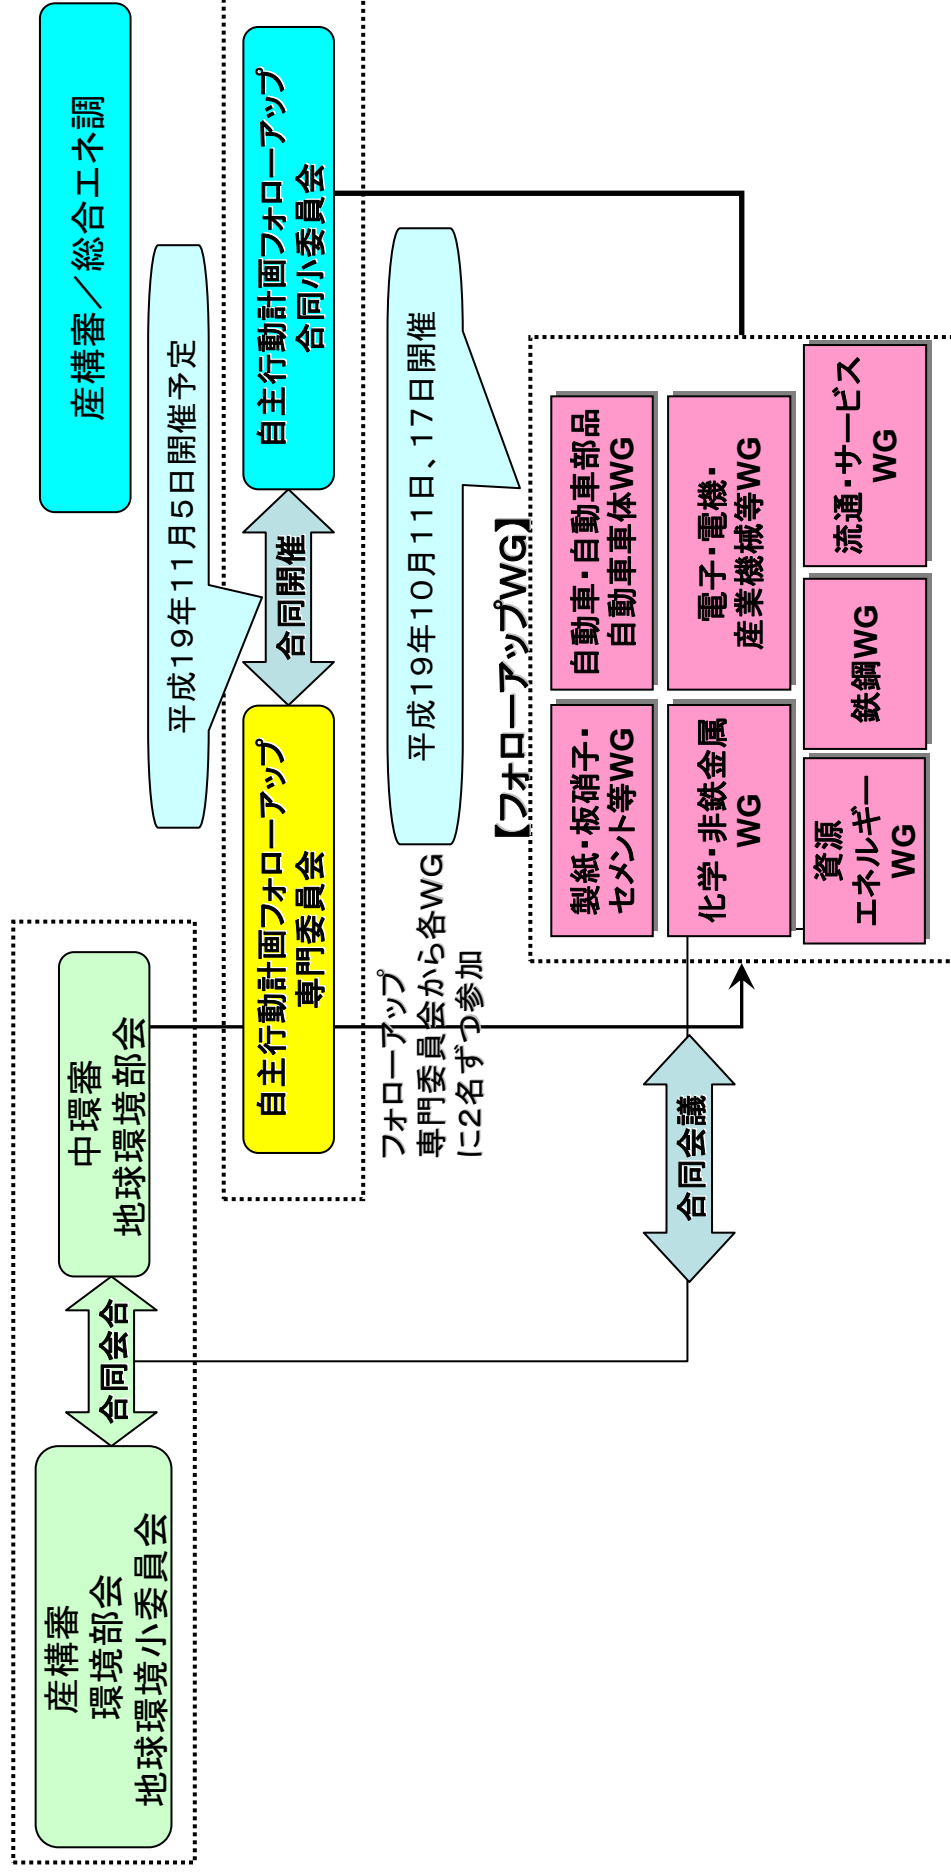 産構審
環境部会
地球環境小委員会
合同会合
中環審
地球環境部会
産構審／総合エネ調
平成１９年１１月５日開催予定
自主行動計画フォローアップ
専門委員会
合同開催
自主行動計画フォローアップ
合同小委員会
フォローアップ
専門委員会から各WG
に２名ずつ参加
平成１９年１０月１１日、１７日開催
【フォローアップWG】
製紙・板硝子・
セメント等WG
自動車・自動車部品
自動車車体WG
化学・非鉄金属
WG
電子・電機・
産業機械等WG
資源
エネルギー
WG
鉄鋼WG
流通・サービス
WG
合同会議